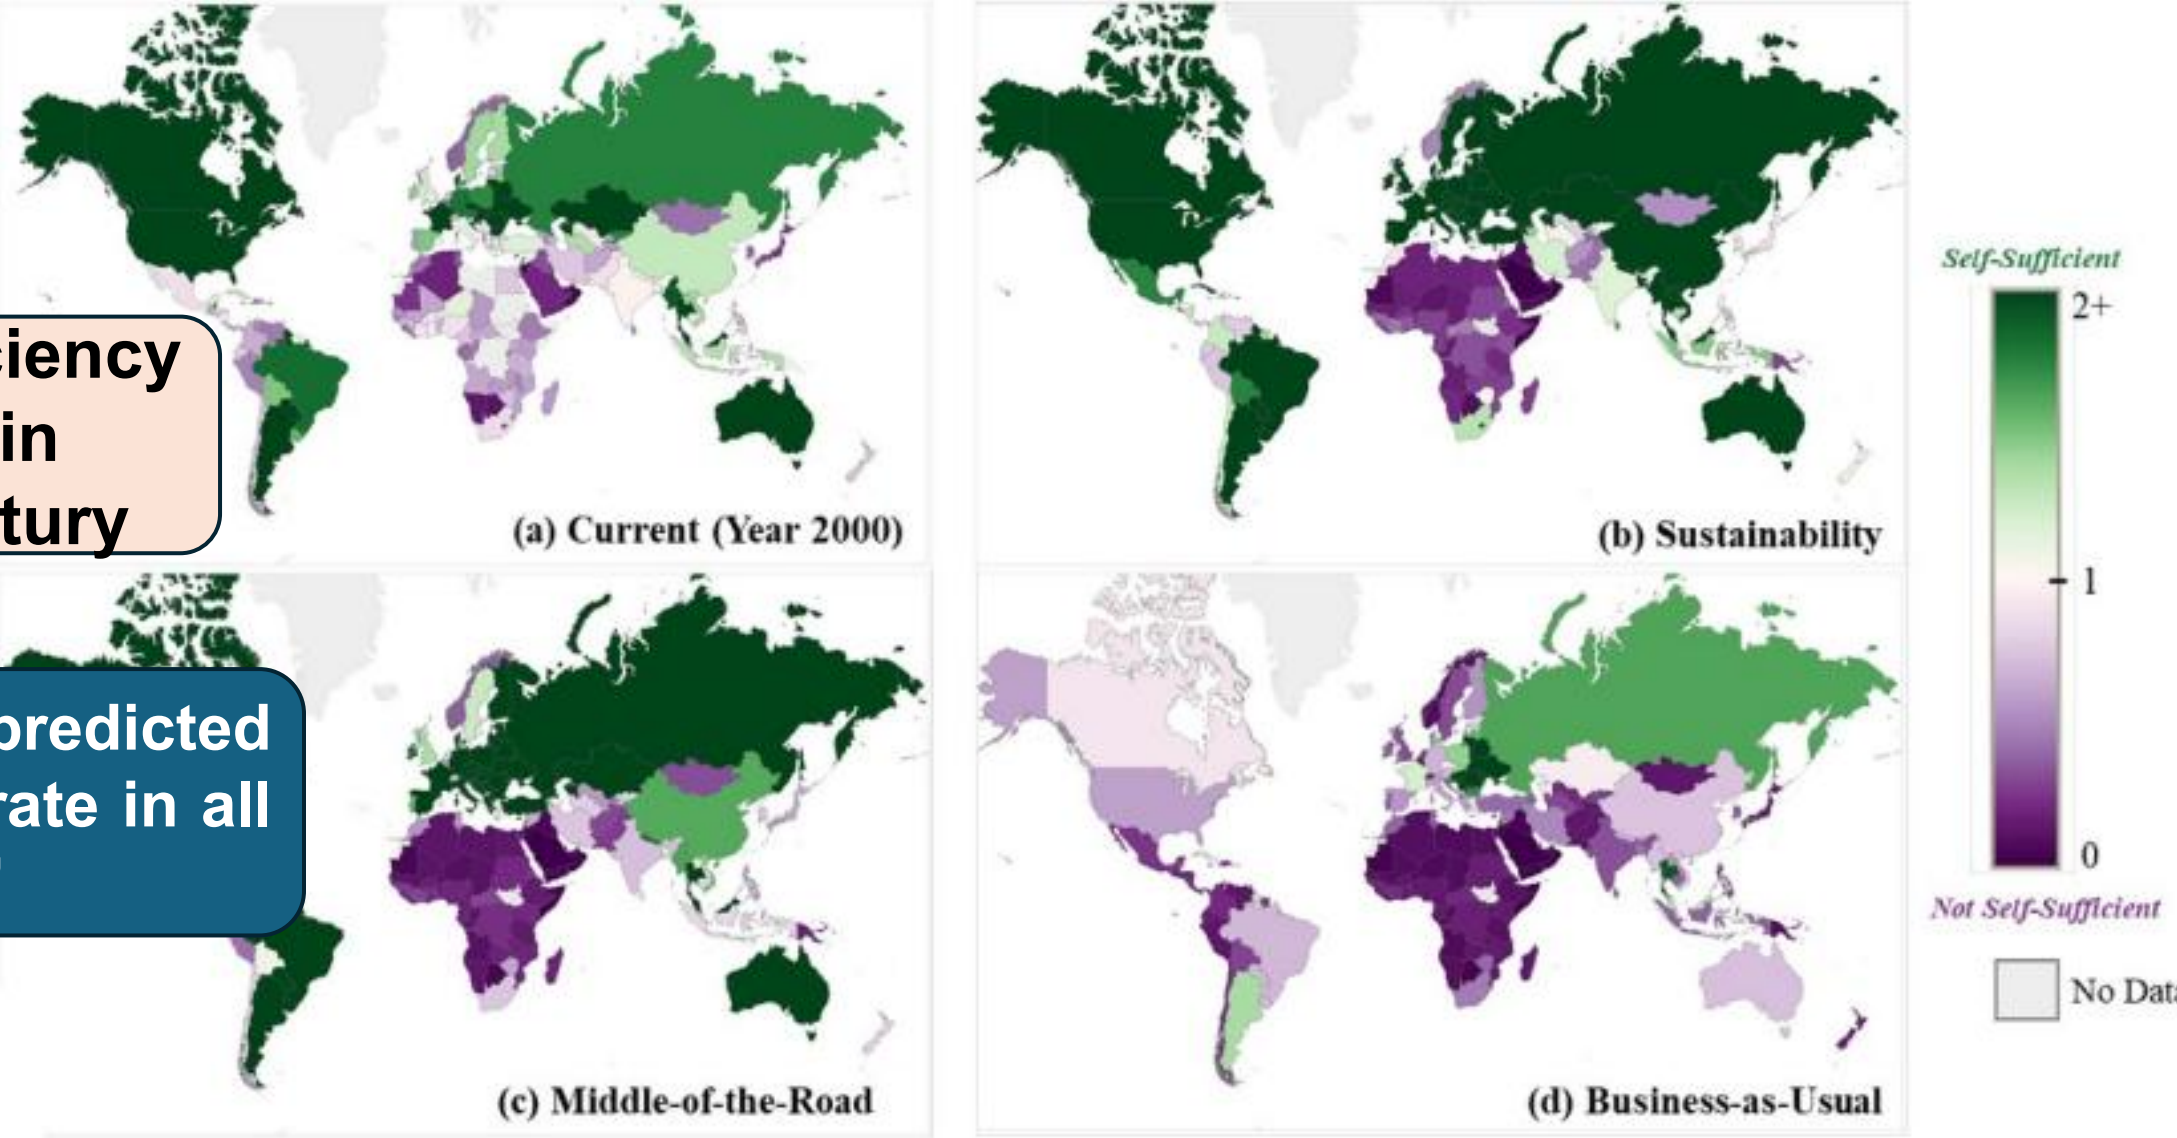 ciency
in
tury
(a) Current (Year 2000)
(b) Sustainability
predicted
rate in all
(c) Middle-of-the-Road
(d) Business-as-Usual
Self-Sufficient
2+
1
0
Not Self-Sufficient
No Data